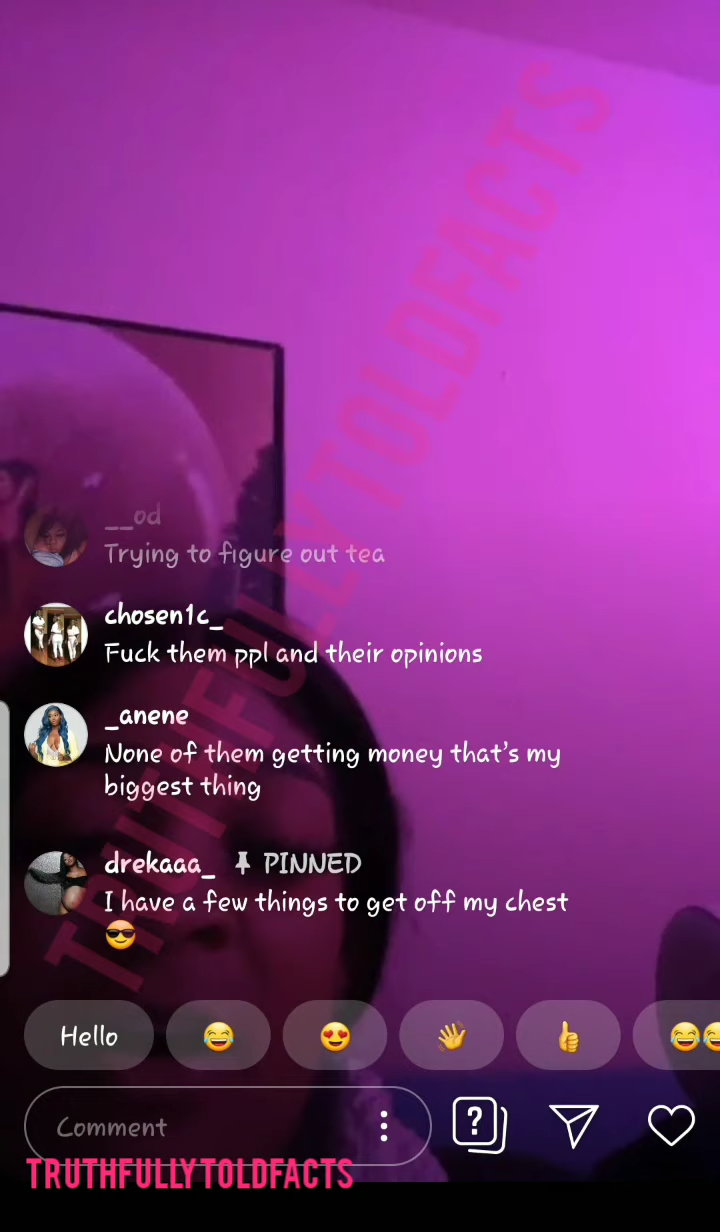 TRUTHFULLYTOLDFACTS
__od
Trying to figure out tea
chosen1c_
Fuck them ppl and their opinions
_anene
None of them getting money that's my
biggest thing
drekaaa_ PINNED
I have a few things to get off my chest
😎
Hello
😂 😍 👋 👍 😂😂
Comment
?
TRUTHFULLYTOLDFACTS